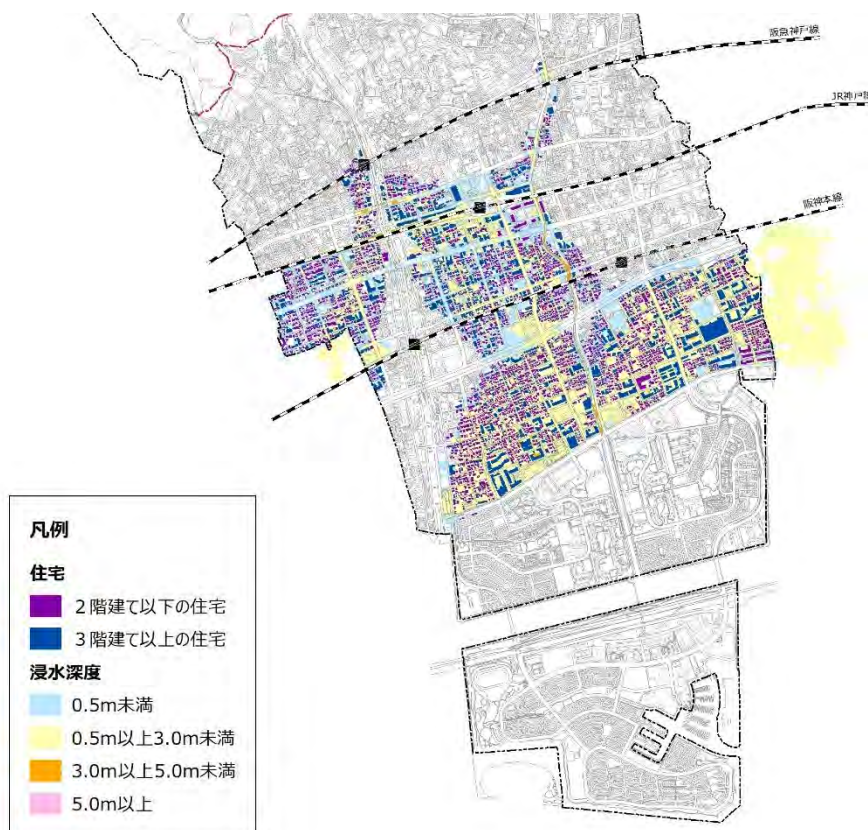 阪急神戸線
JR神戸線
阪神本線
凡例
住宅
２階建て以下の住宅
３階建て以上の住宅
浸水深度
0.5m未満
0.5m以上3.0m未満
3.0m以上5.0m未満
5.0m以上